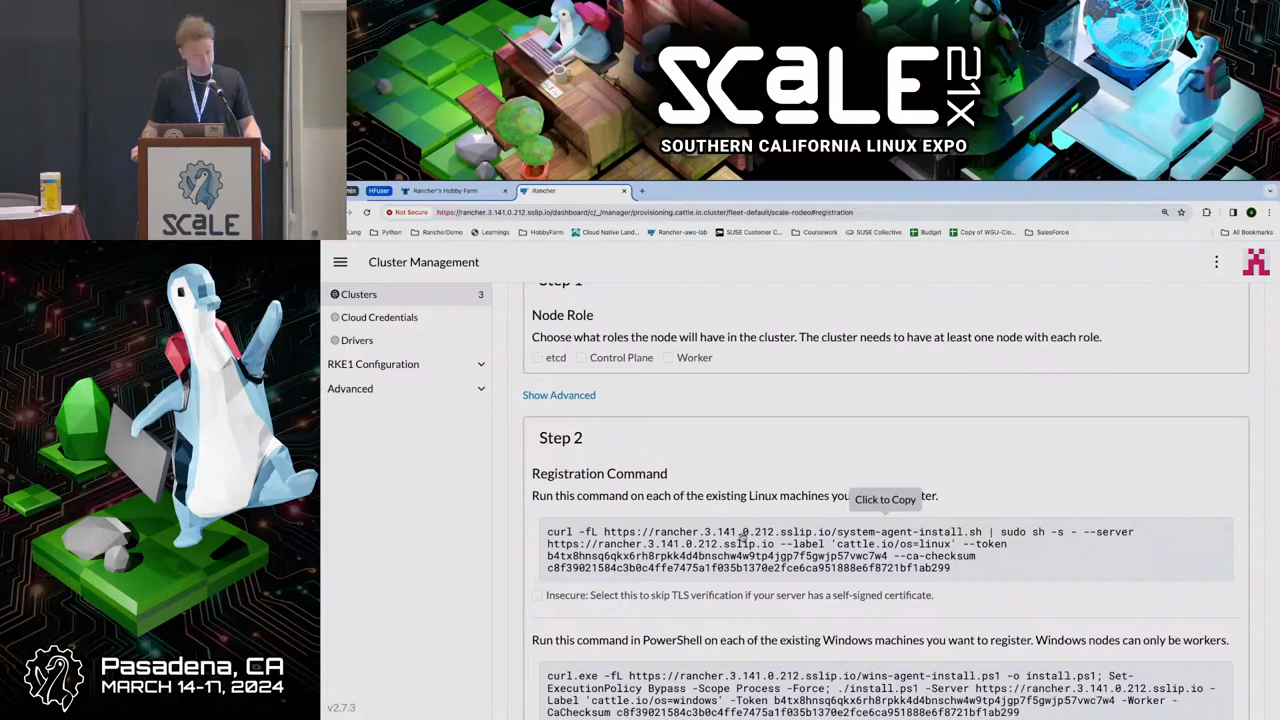 SCaLE 21X
SOUTHERN CALIFORNIA LINUX EXPO
SCaLE
HFuser
Rancher's Hobby Farm
Rancher
Not Secure
https://rancher.3.141.0.212.sslip.io/dashboard/c/_/manager/provisioning.cattle.io.cluster/fleet-default/scale-rodeo#registration
Lang
Python
RancherDemo
Learnings
HobbyFarm
Cloud Native Land...
Rancher-aws-lab
SUSE Customer C...
Coursework
SUSE Collective
Budget
Copy of WGU-Clo...
SalesForce
All Bookmarks
Cluster Management
Clusters
3
Cloud Credentials
Drivers
RKE1 Configuration
Advanced
v2.7.3
Step 1
Node Role
Choose what roles the node will have in the cluster. The cluster needs to have at least one node with each role.
etcd
Control Plane
Worker
Show Advanced
Step 2
Registration Command
Run this command on each of the existing Linux machines you
ter.
Click to Copy
curl -fL https://rancher.3.141.0.212.sslip.io/system-agent-install.sh | sudo sh -s - --server
https://rancher.3.141.0.212.sslip.io --label 'cattle.io/os=linux' --token
b4tx8hnsq6qkx6rh8rpkk4d4bnschw4w9tp4jgp7f5gwjp57vwc7w4 --ca-checksum
c8f39021584c3b0c4ffe7475a1f035b1370e2fce6ca951888e6f8721bf1ab299
Insecure: Select this to skip TLS verification if your server has a self-signed certificate.
Run this command in PowerShell on each of the existing Windows machines you want to register. Windows nodes can only be workers.
curl.exe -fL https://rancher.3.141.0.212.sslip.io/wins-agent-install.ps1 -o install.ps1; Set-
ExecutionPolicy Bypass -Scope Process -Force; ./install.ps1 -Server https://rancher.3.141.0.212.sslip.io -
Label 'cattle.io/os=windows' -Token b4tx8hnsq6qkx6rh8rpkk4d4bnschw4w9tp4jgp7f5gwjp57vwc7w4 -Worker -
CaChecksum c8f39021584c3b0c4ffe7475a1f035b1370e2fce6ca951888e6f8721bf1ab299
Pasadena, CA
MARCH 14-17, 2024